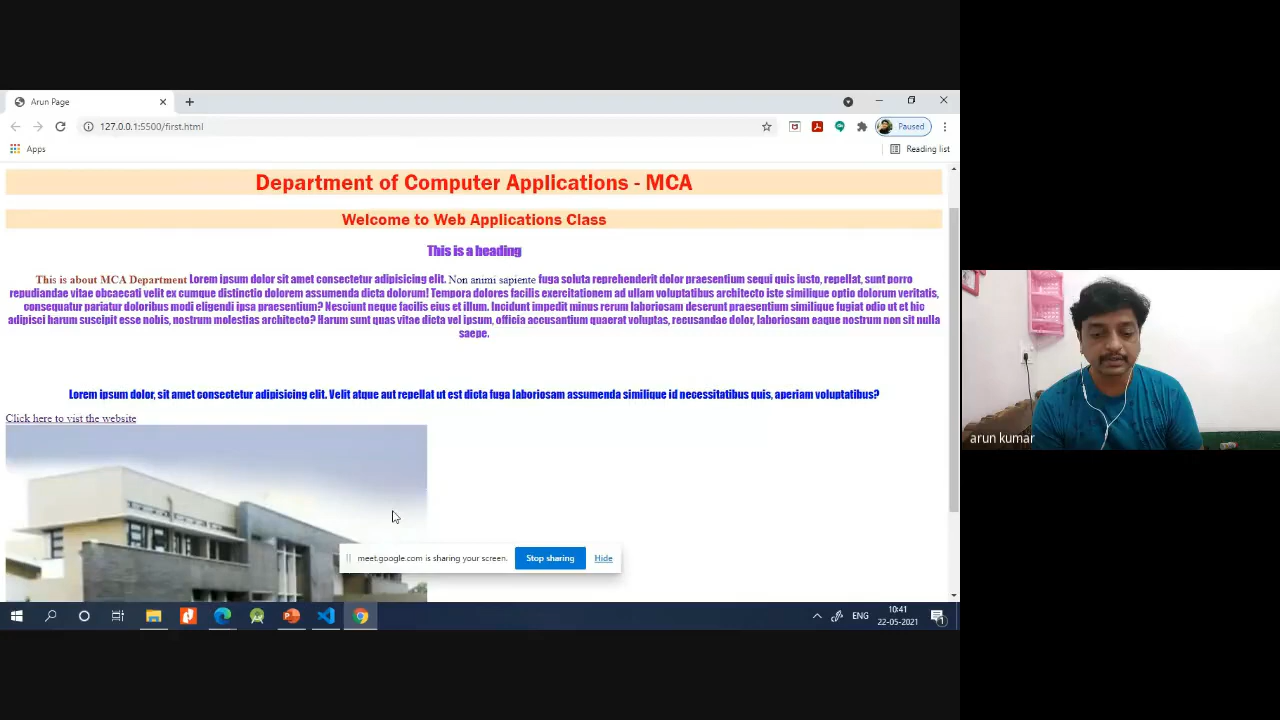 Arun Page
127.0.0.1:5500/first.html
Paused
Apps
Reading list
Department of Computer Applications - MCA
Welcome to Web Applications Class
This is a heading
This is about MCA Department Lorem ipsum dolor sit amet consectetur adipisicing elit. Non animi sapiente fuga soluta reprehenderit dolor praesentium sequi quis iusto, repellat, sunt porro
repudiandae vitae obcaecati velit ex cumque distinctio dolorem assumenda dicta dolorum! Tempora dolores facilis exercitationem ad ullam voluptatibus architecto iste similique optio dolorum veritatis,
consequatur pariatur doloribus modi eligendi ipsa praesentium? Nesciunt neque facilis eius et illum. Incidunt impedit minus rerum laboriosam deserunt praesentium similique fugiat odio ut et hic
adipisci harum suscipit esse nobis, nostrum molestias architecto? Harum sunt quas vitae dicta vel ipsum, officia accusantium quaerat voluptas, recusandae dolor, laboriosam eaque nostrum non sit nulla
saepe.
Lorem ipsum dolor, sit amet consectetur adipisicing elit. Velit atque aut repellat ut est dicta fuga laboriosam assumenda similique id necessitatibus quis, aperiam voluptatibus?
Click here to vist the website
meet.google.com is sharing your screen.
Stop sharing
Hide
arun kumar
ENG
10:41
22-05-2021
1